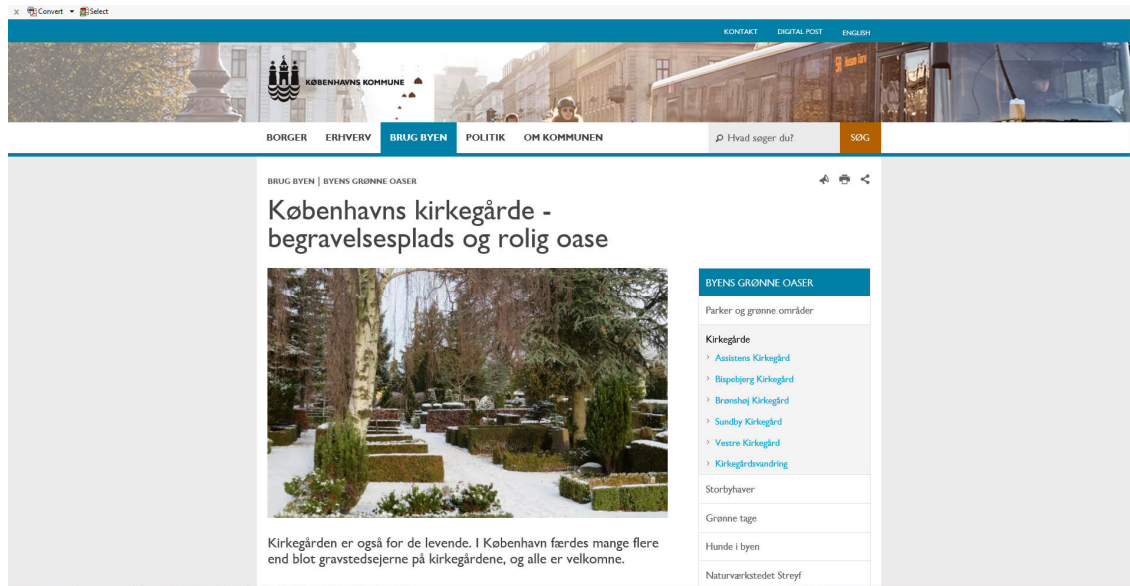 x Convert Select
KONTAKT DIGITAL POST ENGLISH
KØBENHAVNS KOMMUNE
BORGER ERHVERV BRUG BYEN POLITIK OM KOMMUNEN Hvad søger du? SØG
BRUG BYEN | BYENS GRØNNE OASER
Københavns kirkegårde -
begravelsesplads og rolig oase
Kirkegården er også for de levende. I København færdes mange flere
end blot gravstedsejerne på kirkegårdene, og alle er velkomne.
BYENS GRØNNE OASER
Parker og grønne områder
Kirkegårde
Assistens Kirkegård
Bispebjerg Kirkegård
Brønshøj Kirkegård
Sundby Kirkegård
Vestre Kirkegård
Kirkegårdsvandring
Storbyhaver
Grønne tage
Hunde i byen
Naturværkstedet Streyf